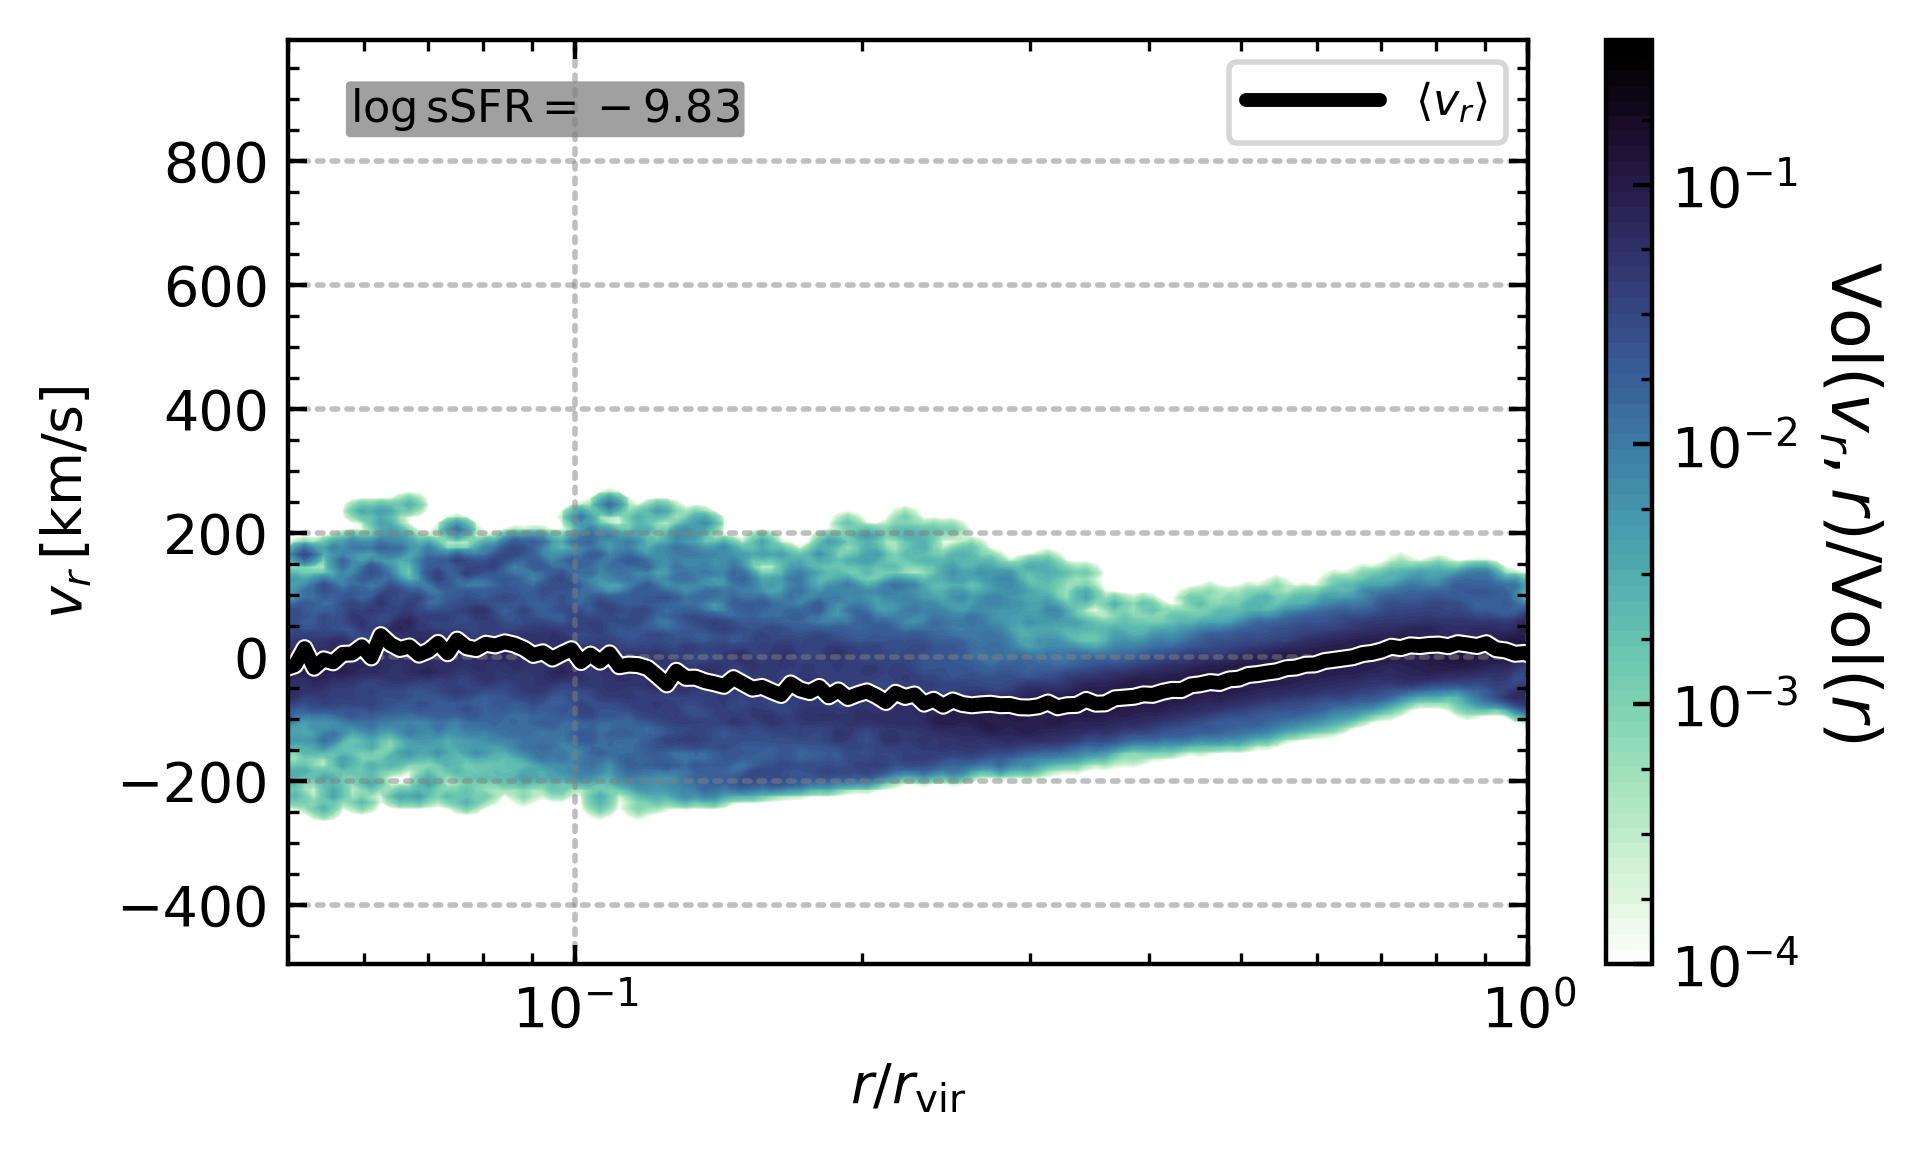 log sSFR = −9.83
⟨v_r⟩
800
600
400
200
0
−200
−400
v_r [km/s]
10^−1
10^0
r/r_vir
10^−1
10^−2
10^−3
10^−4
Vol(v_r, r)/Vol(r)